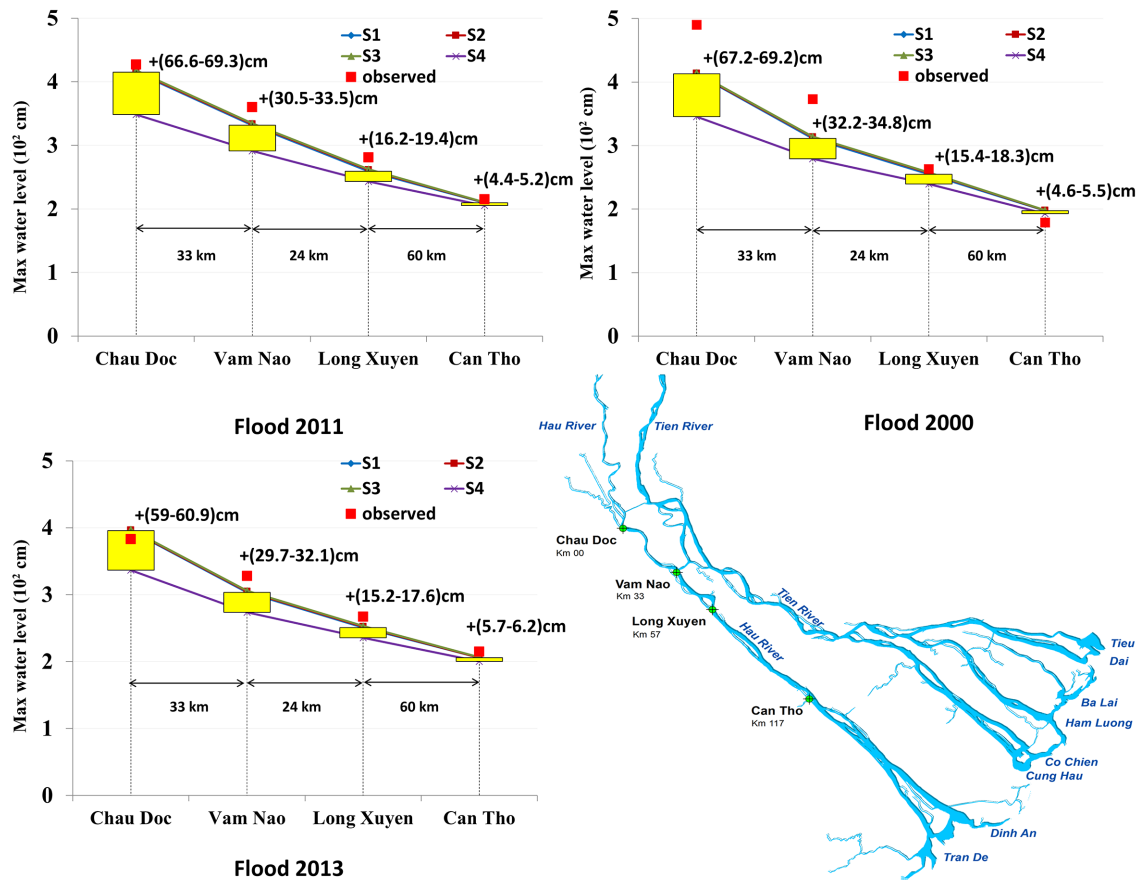 Max water level (10² cm)
5
4
3
2
1
0
S1
S2
S3
S4
observed
+(66.6-69.3)cm
+(30.5-33.5)cm
+(16.2-19.4)cm
+(4.4-5.2)cm
33 km
24 km
60 km
Chau Doc
Vam Nao
Long Xuyen
Can Tho
Flood 2011
Max water level (10² cm)
5
4
3
2
1
0
S1
S2
S3
S4
observed
+(67.2-69.2)cm
+(32.2-34.8)cm
+(15.4-18.3)cm
+(4.6-5.5)cm
33 km
24 km
60 km
Chau Doc
Vam Nao
Long Xuyen
Can Tho
Flood 2000
Max water level (10² cm)
5
4
3
2
1
0
S1
S2
S3
S4
observed
+(59-60.9)cm
+(29.7-32.1)cm
+(15.2-17.6)cm
+(5.7-6.2)cm
33 km
24 km
60 km
Chau Doc
Vam Nao
Long Xuyen
Can Tho
Flood 2013
Hau River
Tien River
Chau Doc
Km 00
Vam Nao
Km 33
Long Xuyen
Km 57
Tien River
Hau River
Can Tho
Km 117
Tieu
Dai
Ba Lai
Ham Luong
Co Chien
Cung Hau
Dinh An
Tran De